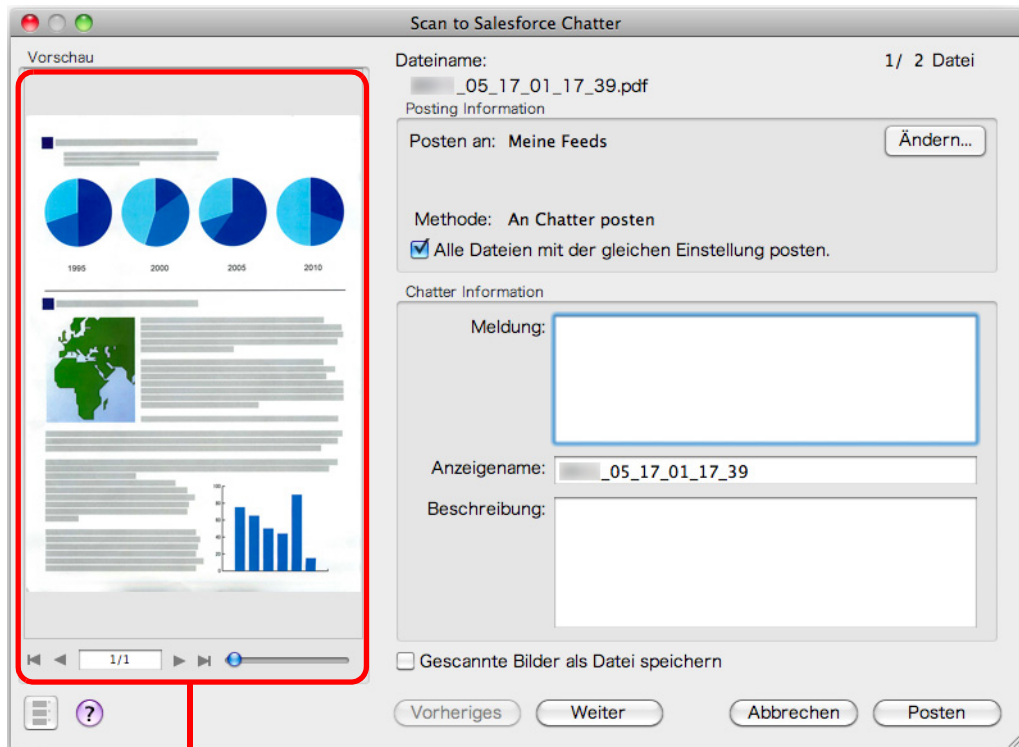 Scan to Salesforce Chatter
Vorschau
1995 2000 2005 2010
1/1
Dateiname: 1/ 2 Datei
_05_17_01_17_39.pdf
Posting Information
Posten an: Meine Feeds Ändern...
Methode: An Chatter posten
Alle Dateien mit der gleichen Einstellung posten.
Chatter Information
Meldung:
Anzeigename: _05_17_01_17_39
Beschreibung:
Gescannte Bilder als Datei speichern
? Vorheriges Weiter Abbrechen Posten